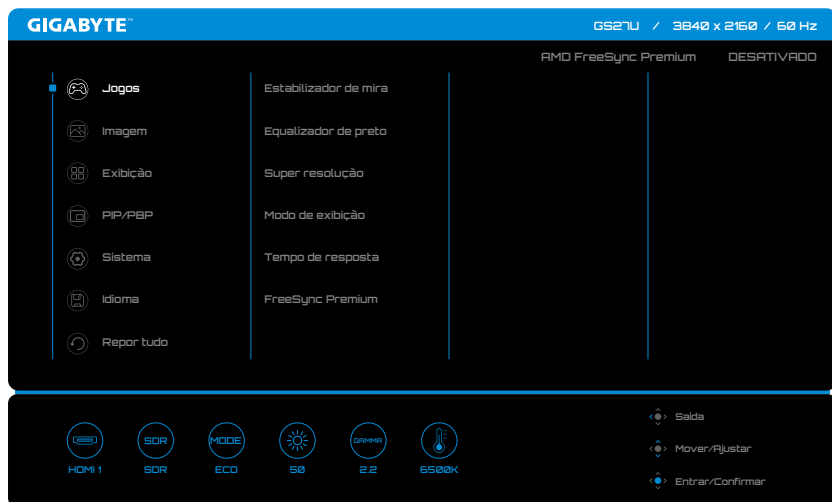 GIGABYTE™ GS27U / 3840 x 2160 / 60 Hz
AMD FreeSync Premium DESATIVADO
Jogos Estabilizador de mira
Imagem Equalizador de preto
Exibição Super resolução
PIP/PBP Modo de exibição
Sistema Tempo de resposta
Idioma FreeSync Premium
Repor tudo
Saída
SDR MODE GAMMA
Mover/Ajustar
HDMI 1 SDR ECO 50 2.2 6500K
Entrar/Confirmar